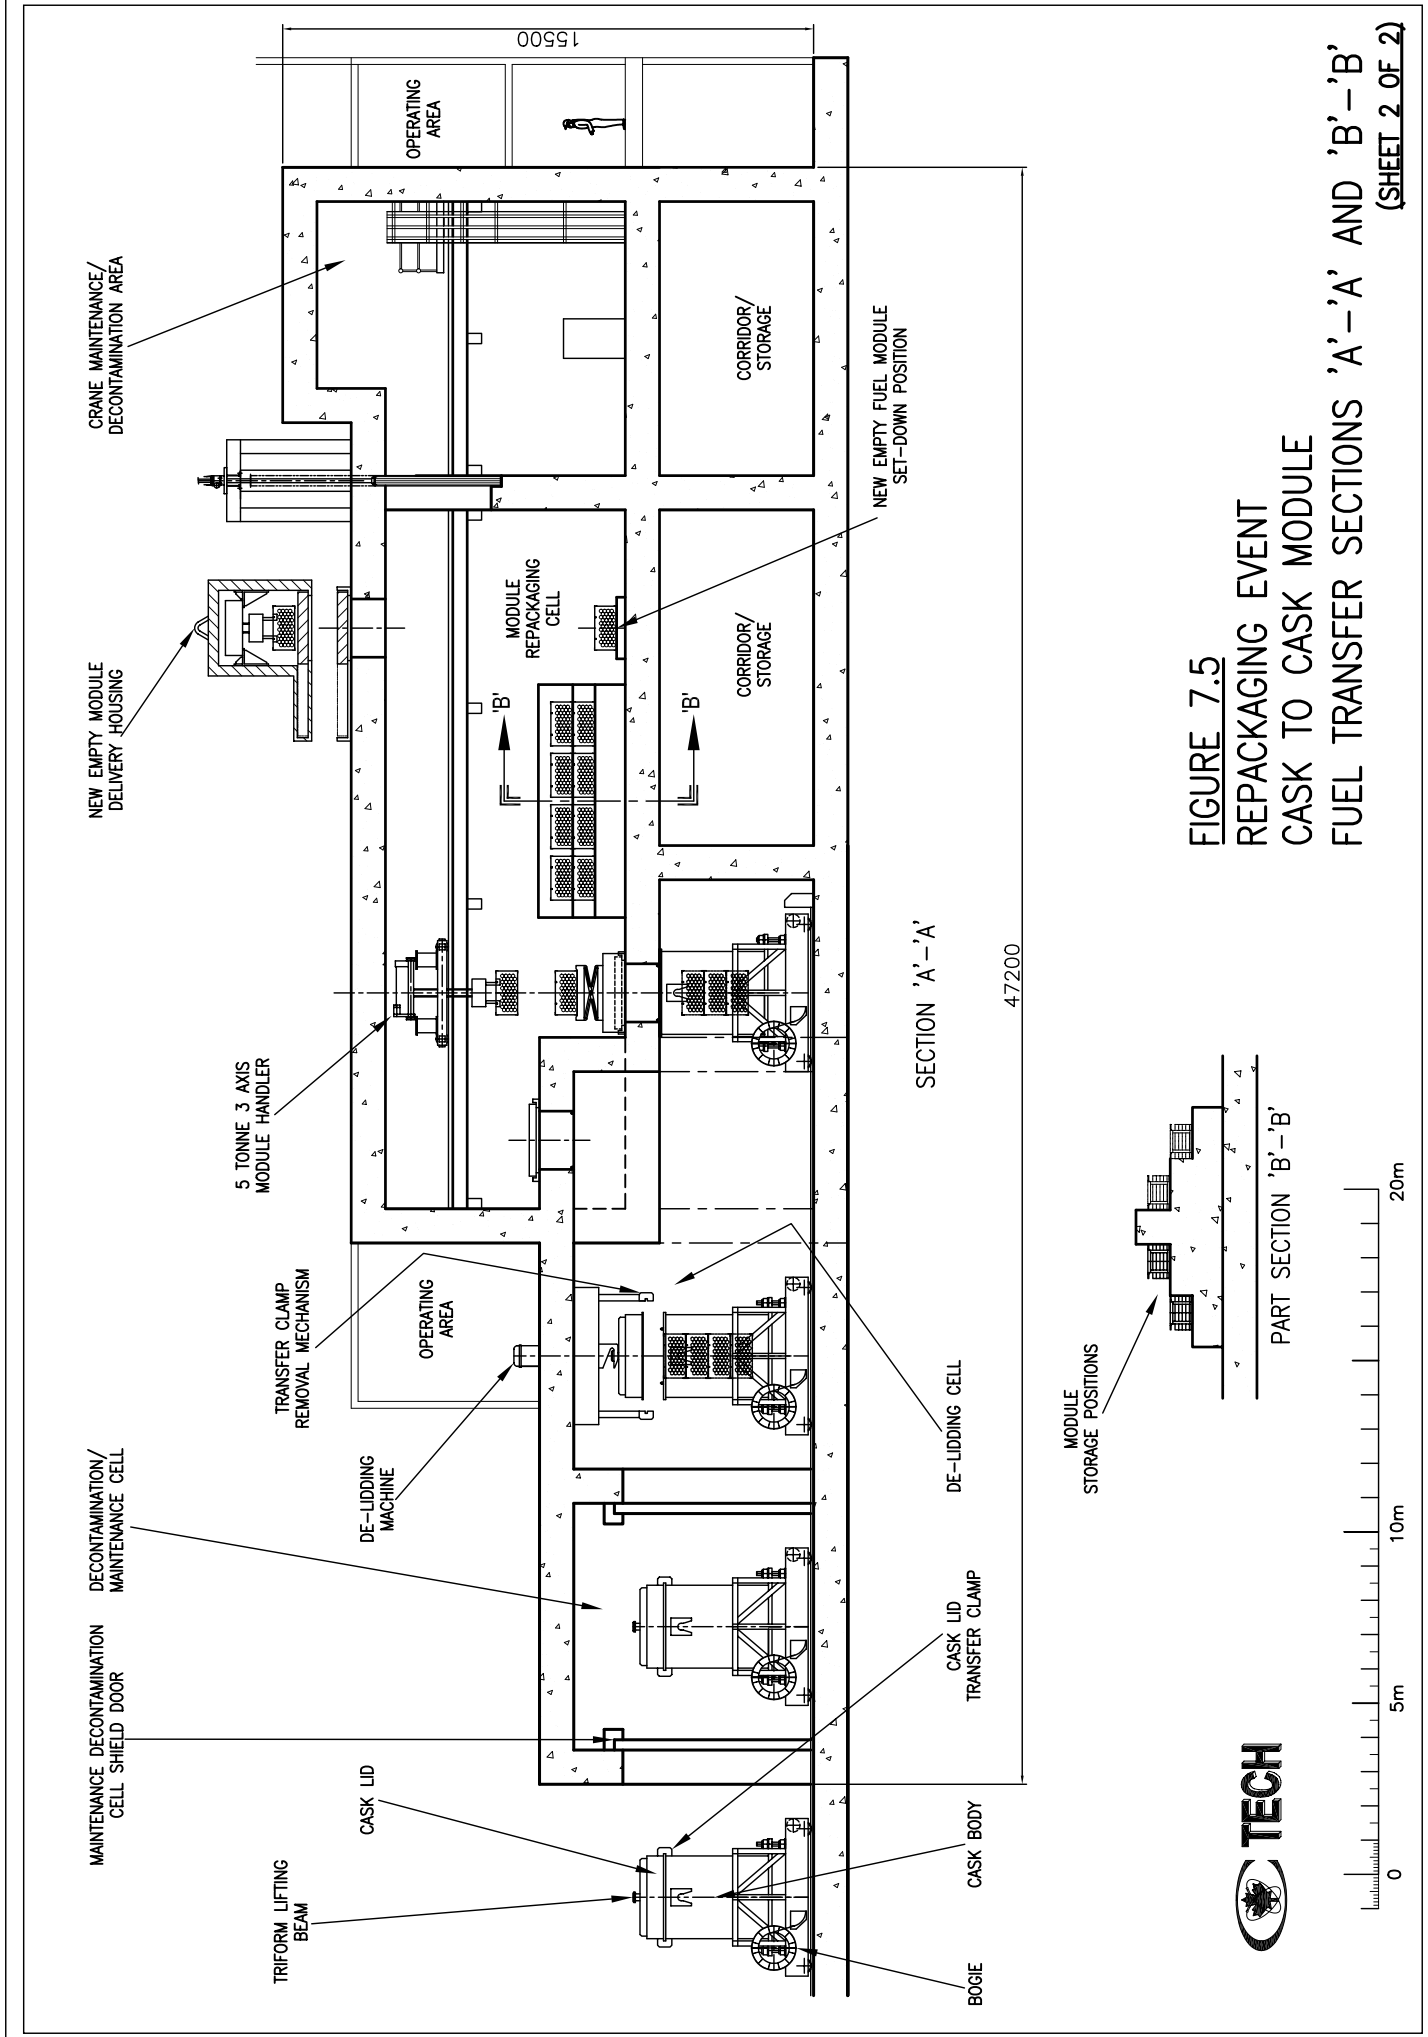 MAINTENANCE DECONTAMINATION
CELL SHIELD DOOR
DECONTAMINATION/
MAINTENANCE CELL
NEW EMPTY MODULE
DELIVERY HOUSING
CRANE MAINTENANCE/
DECONTAMINATION AREA
TRIFORM LIFTING
BEAM
CASK LID
DE-LIDDING
MACHINE
TRANSFER CLAMP
REMOVAL MECHANISM
5 TONNE 3 AXIS
MODULE HANDLER
OPERATING
AREA
MODULE
REPACKAGING
CELL
OPERATING
AREA
15500
'B'
'B'
CORRIDOR/
STORAGE
CORRIDOR/
STORAGE
NEW EMPTY FUEL MODULE
SET-DOWN POSITION
BOGIE
CASK BODY
CASK LID
TRANSFER CLAMP
DE-LIDDING CELL
SECTION 'A'-'A'
47200
MODULE
STORAGE POSITIONS
PART SECTION 'B'-'B'
TECH
0
5m
10m
20m
FIGURE 7.5
REPACKAGING EVENT
CASK TO CASK MODULE
FUEL TRANSFER SECTIONS 'A'-'A' AND 'B'-'B'
(SHEET 2 OF 2)